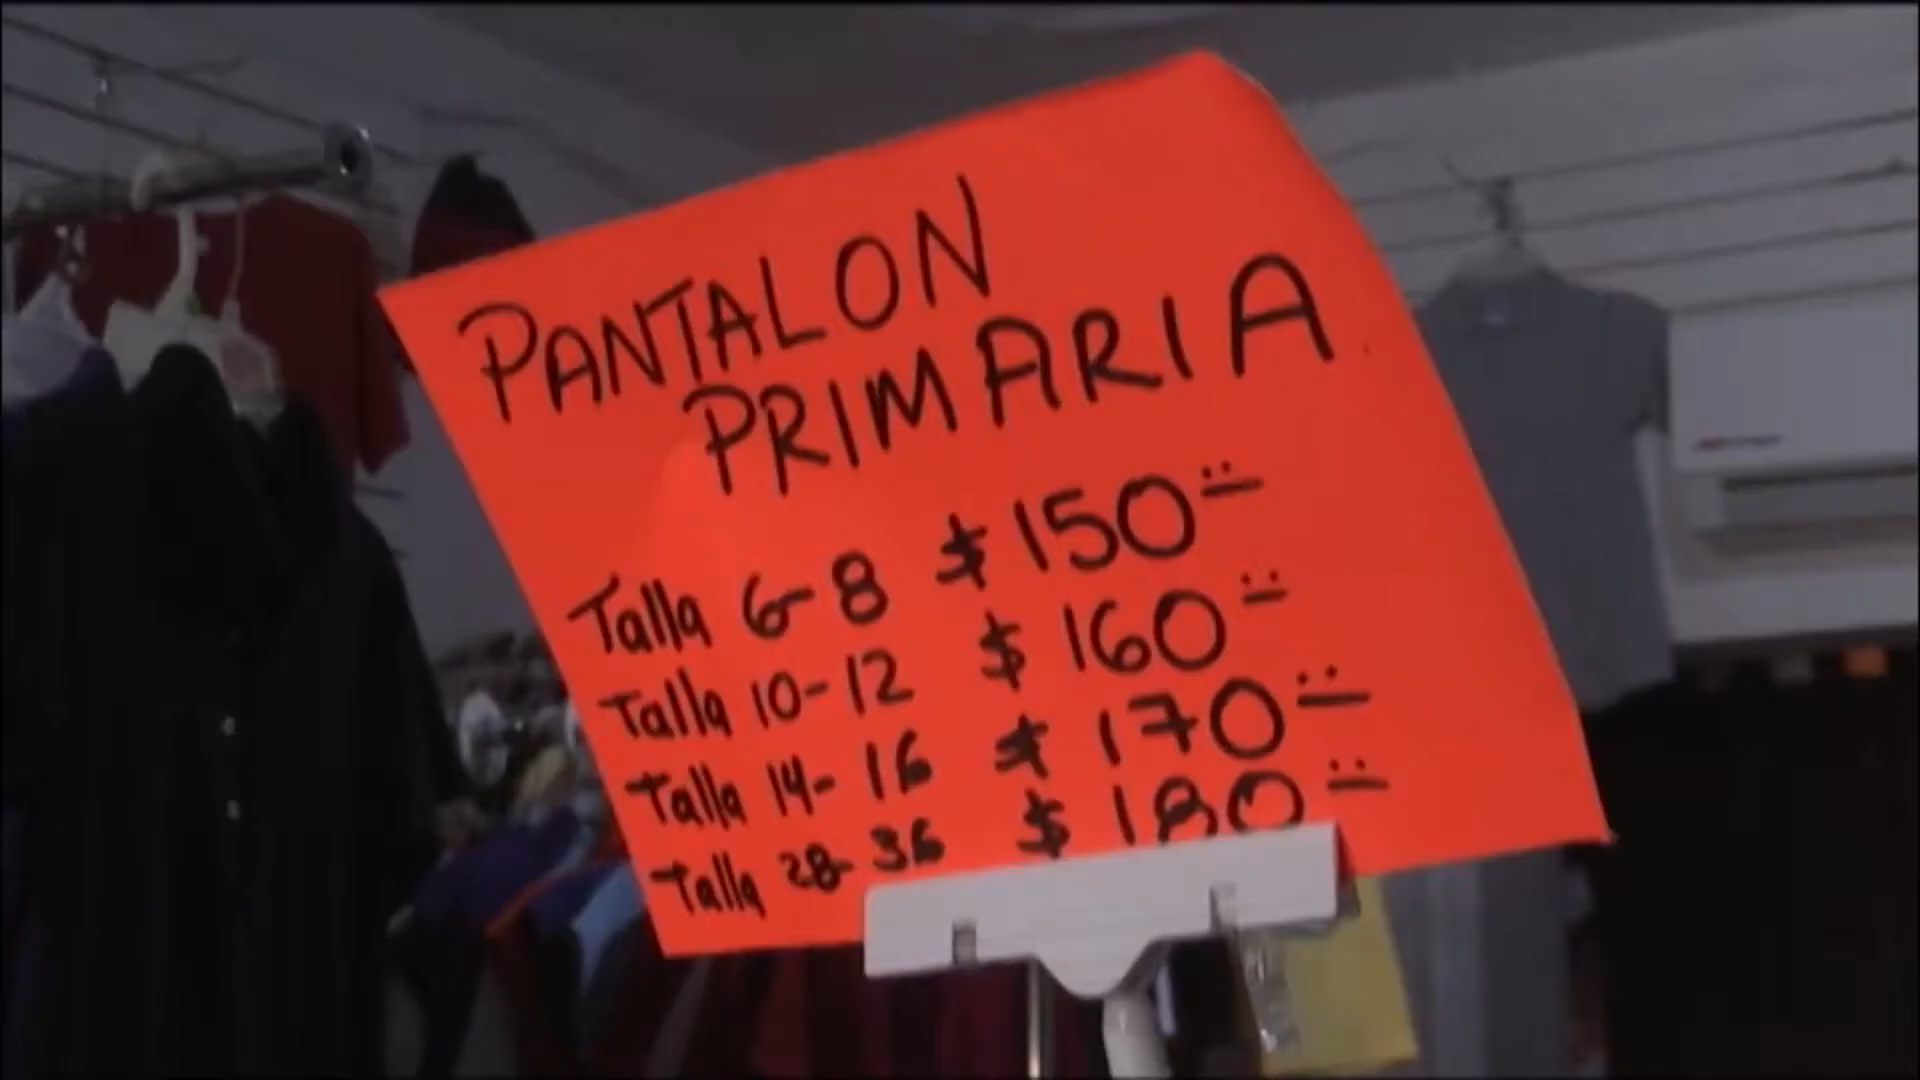 PANTALON
PRIMARIA
Talla 6-8 $150
Talla 10-12 $160
Talla 14-16 $170
Talla 28-36 $180